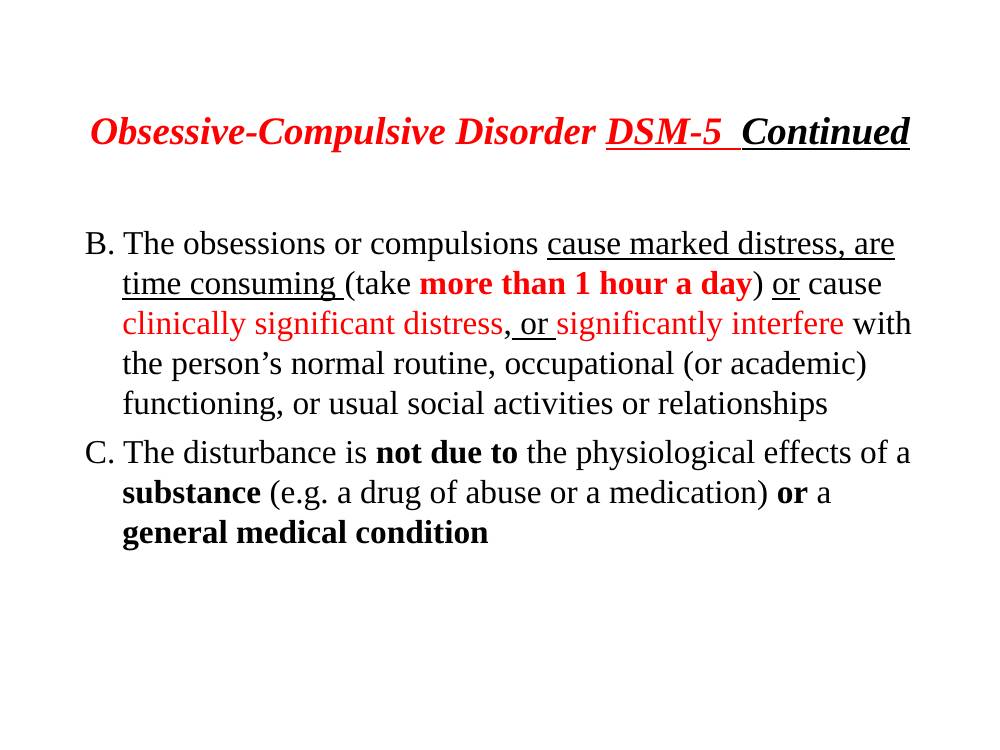 Obsessive-Compulsive Disorder DSM-5 Continued
B. The obsessions or compulsions cause marked distress, are
time consuming (take more than 1 hour a day) or cause
clinically significant distress, or significantly interfere with
the person’s normal routine, occupational (or academic)
functioning, or usual social activities or relationships
C. The disturbance is not due to the physiological effects of a
substance (e.g. a drug of abuse or a medication) or a
general medical condition